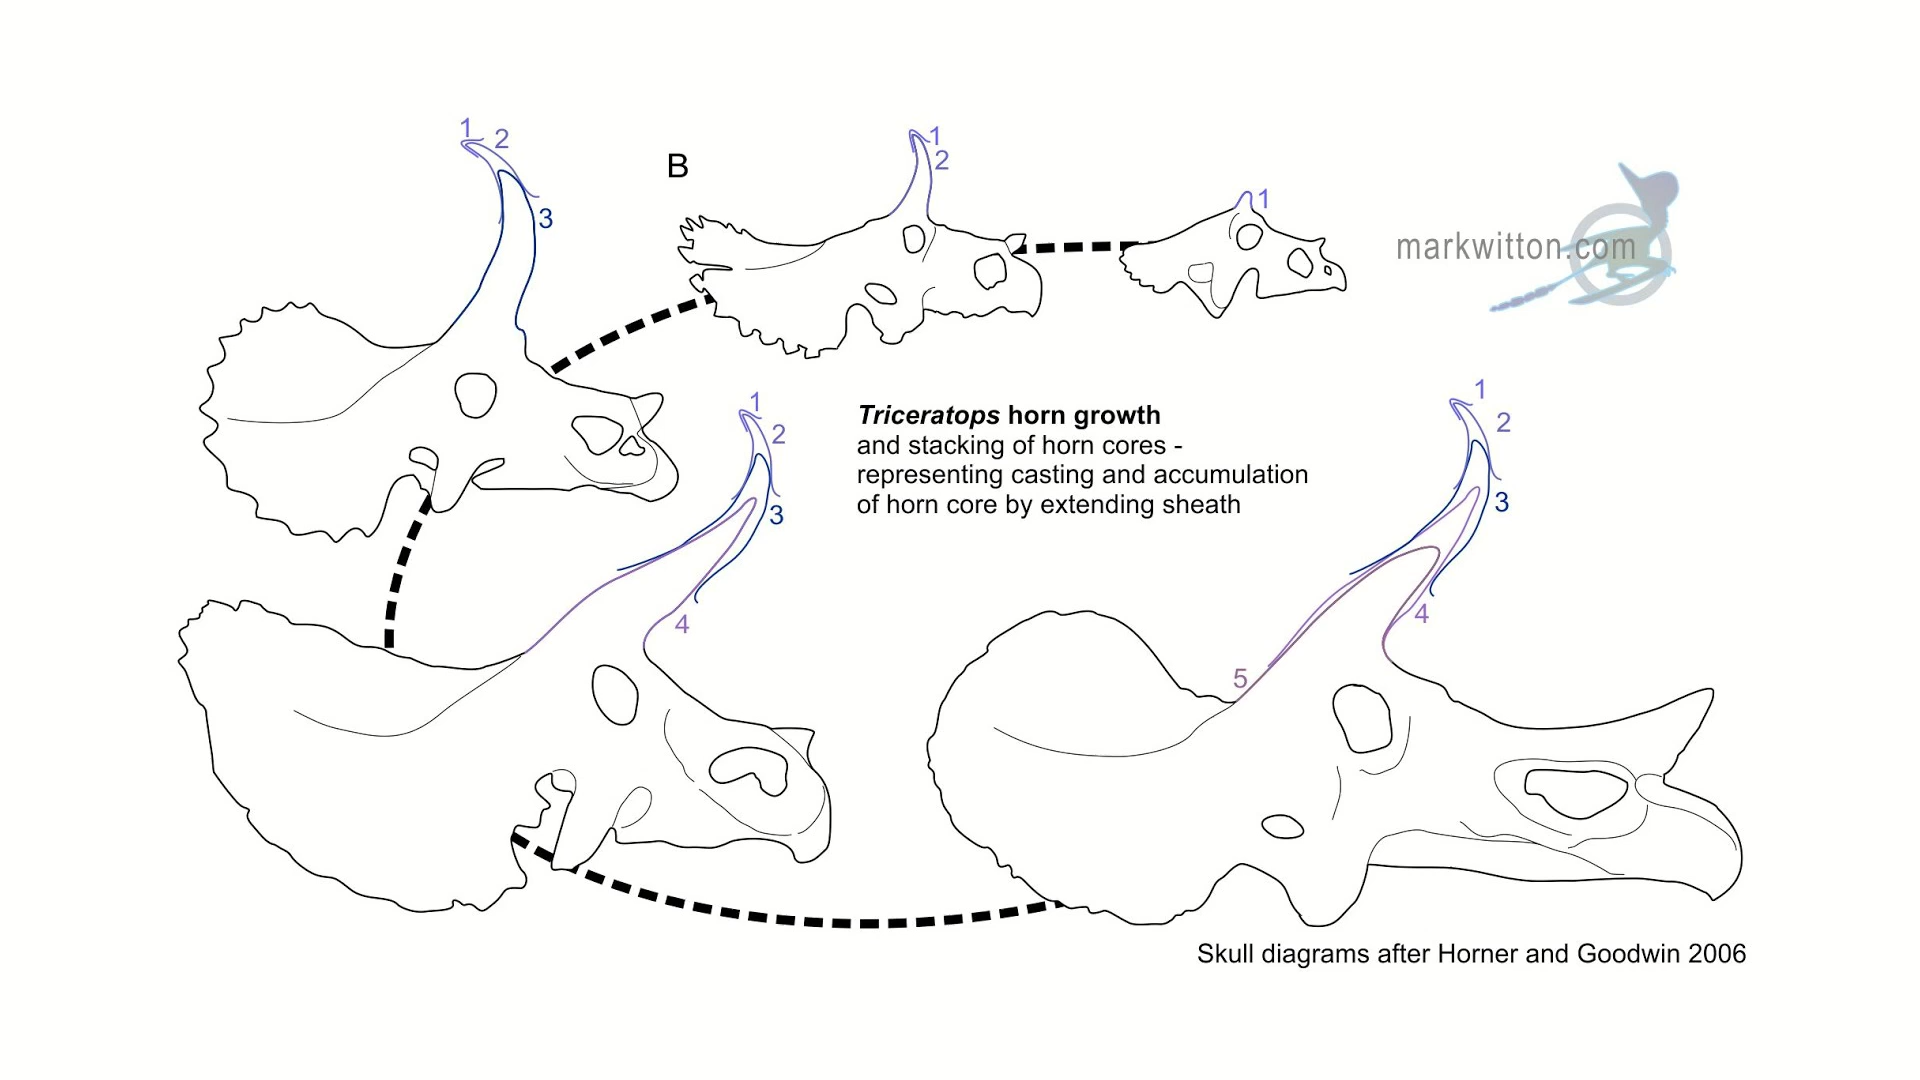 1
2
3
B
1
2
1
markwitton.com
1
2
3
4
Triceratops horn growth
and stacking of horn cores -
representing casting and accumulation
of horn core by extending sheath
1
2
3
4
5
Skull diagrams after Horner and Goodwin 2006